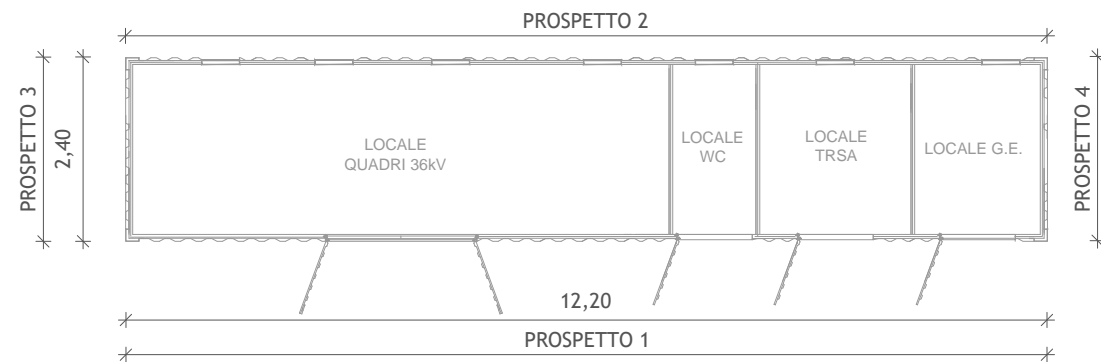 PROSPETTO 2
PROSPETTO 3
2,40
LOCALE
QUADRI 36kV
LOCALE
WC
LOCALE
TRSA
LOCALE G.E.
PROSPETTO 4
12,20
PROSPETTO 1